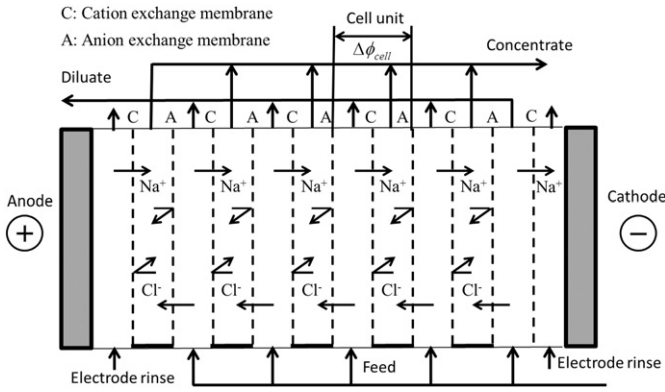 C: Cation exchange membrane
A: Anion exchange membrane
Cell unit
Δϕcell
Concentrate
Diluate
C A C A C A C A C A C
Na⁺ Na⁺ Na⁺ Na⁺ Na⁺ Na⁺
Anode
+
Cathode
−
Cl⁻ Cl⁻ Cl⁻ Cl⁻ Cl⁻
Electrode rinse
Feed
Electrode rinse